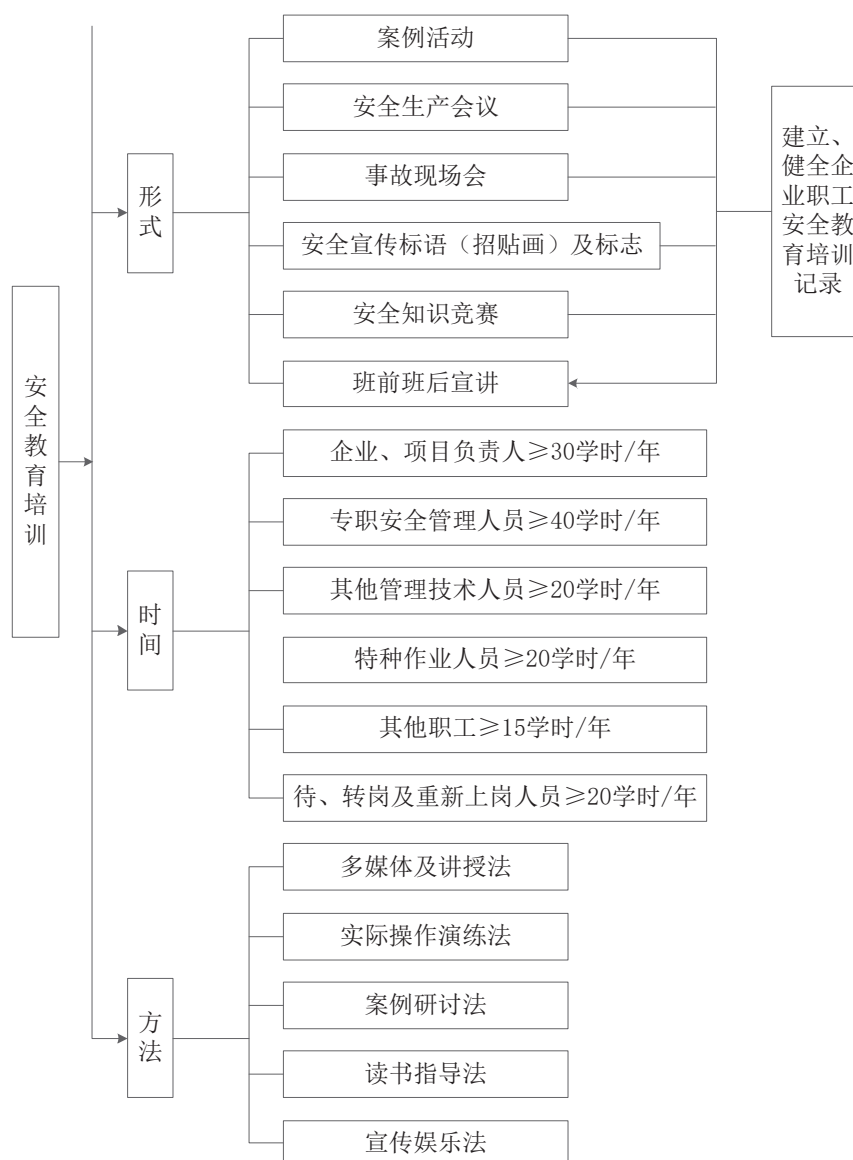 安全教育培训
形式
案例活动
安全生产会议
事故现场会
安全宣传标语（招贴画）及标志
安全知识竞赛
班前班后宣讲
建立、
健全企
业职工
安全教
育培训
记录
时间
企业、项目负责人≥30学时/年
专职安全管理人员≥40学时/年
其他管理技术人员≥20学时/年
特种作业人员≥20学时/年
其他职工≥15学时/年
待、转岗及重新上岗人员≥20学时/年
方法
多媒体及讲授法
实际操作演练法
案例研讨法
读书指导法
宣传娱乐法